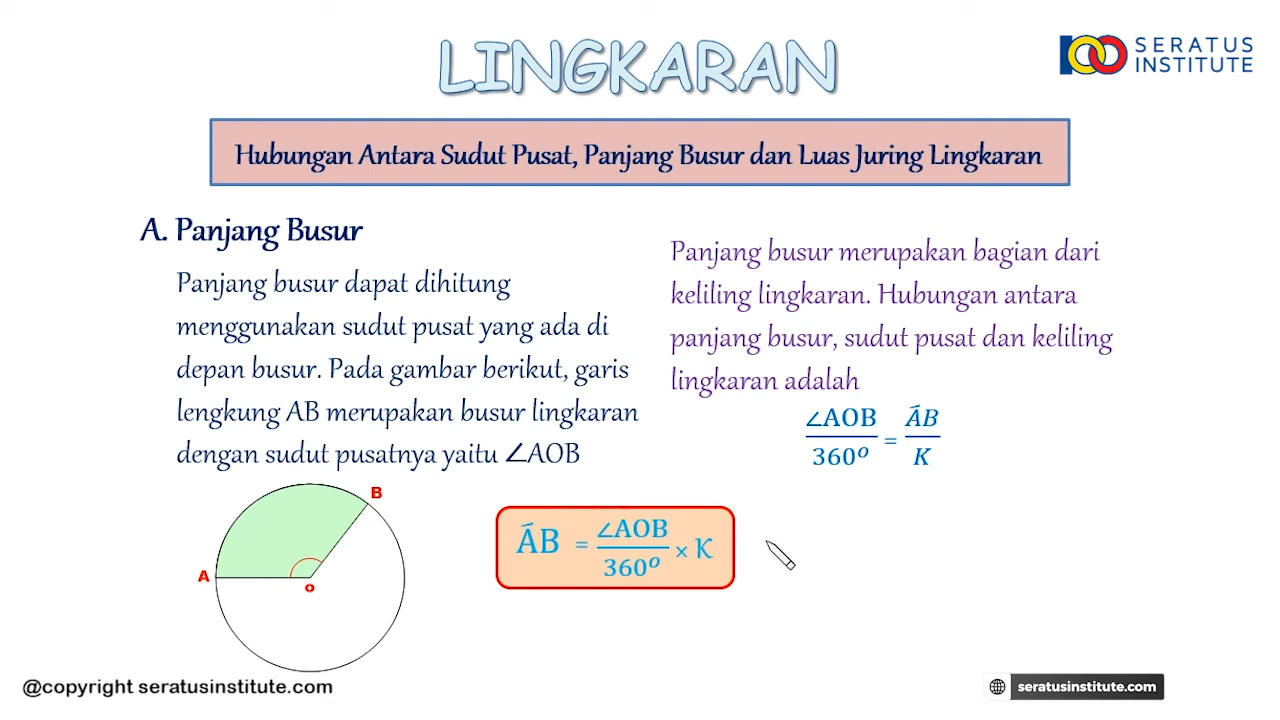 LINGKARAN
SERATUS
INSTITUTE
Hubungan Antara Sudut Pusat, Panjang Busur dan Luas Juring Lingkaran
A. Panjang Busur
Panjang busur dapat dihitung
menggunakan sudut pusat yang ada di
depan busur. Pada gambar berikut, garis
lengkung AB merupakan busur lingkaran
dengan sudut pusatnya yaitu ∠AOB
Panjang busur merupakan bagian dari
keliling lingkaran. Hubungan antara
panjang busur, sudut pusat dan keliling
lingkaran adalah
∠AOB/360° = ÁB/K
B
A
O
ÁB = ∠AOB/360° × K
@copyright seratusinstitute.com
seratusinstitute.com